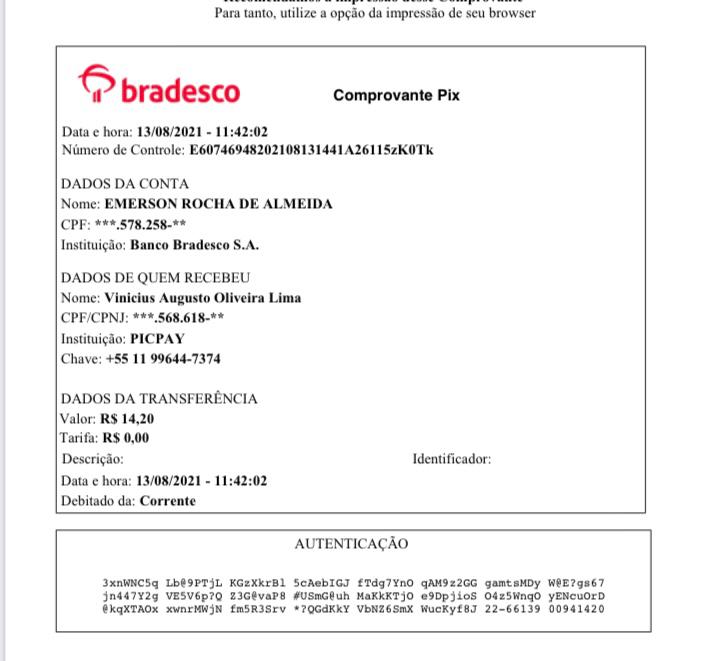 Para tanto, utilize a opção da impressão de seu browser
bradesco
Comprovante Pix
Data e hora: 13/08/2021 - 11:42:02
Número de Controle: E60746948202108131441A26115zK0Tk
DADOS DA CONTA
Nome: EMERSON ROCHA DE ALMEIDA
CPF: ***.578.258-**
Instituição: Banco Bradesco S.A.
DADOS DE QUEM RECEBEU
Nome: Vinicius Augusto Oliveira Lima
CPF/CPNJ: ***.568.618-**
Instituição: PICPAY
Chave: +55 11 99644-7374
DADOS DA TRANSFERÊNCIA
Valor: R$ 14,20
Tarifa: R$ 0,00
Descrição: Identificador:
Data e hora: 13/08/2021 - 11:42:02
Debitado da: Corrente
AUTENTICAÇÃO
3xnWNC5q Lb@9PTjL KGzXkrBl 5cAebIGJ fTdg7YnO qAM9z2GG gamtsMDy W@E?gs67
jn447Y2g VE5V6p?Q Z3G@vaP8 #USmG@uh MaKkKTjO e9DpjioS O4z5WnqO yENcuOrD
@kqXTAOx xwnrMWjN fm5R3Srv *?QGdKkY VbNZ6SmX WucKyf8J 22-66139 00941420